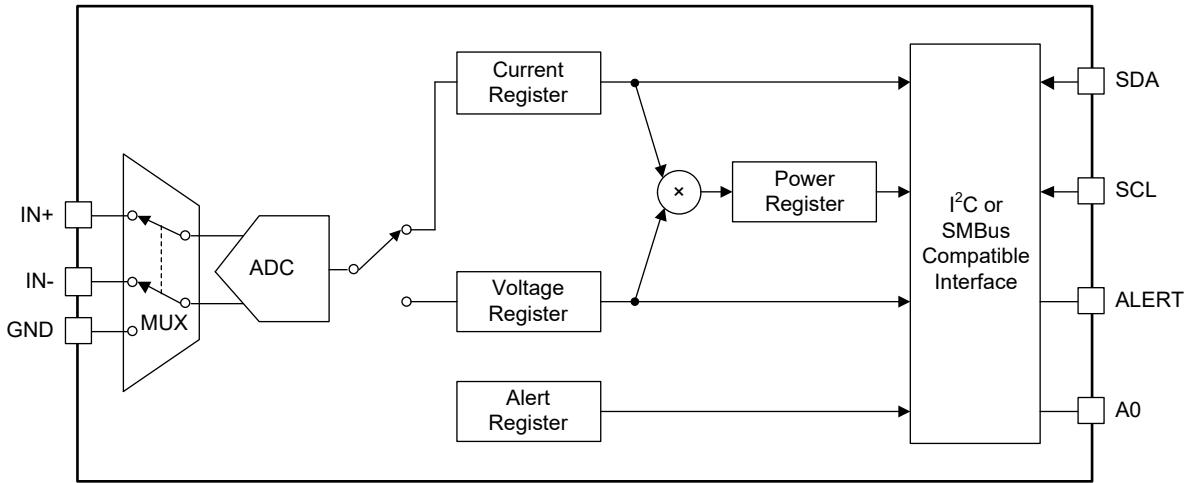 Current
Register
SDA
IN+
Power
Register
×
SCL
I²C or
SMBus
Compatible
Interface
ADC
IN-
Voltage
Register
ALERT
GND
MUX
Alert
Register
A0